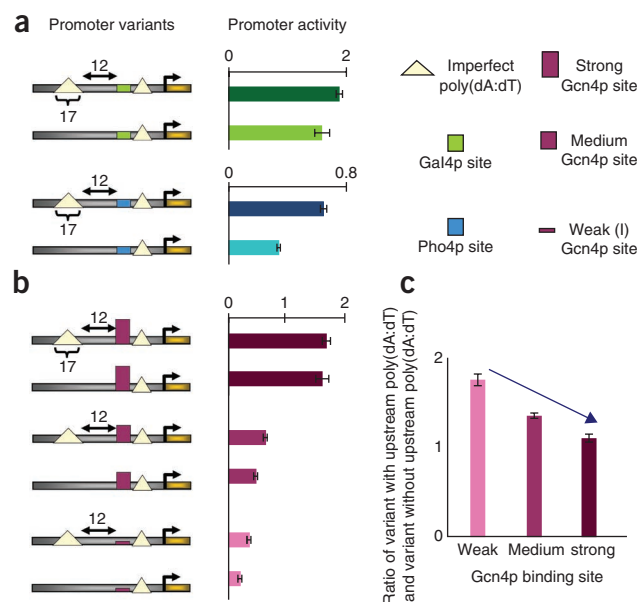 a
Promoter variants
Promoter activity
12
17
0 2
Imperfect
poly(dA:dT)
Strong
Gcn4p site
Gal4p site
Medium
Gcn4p site
12
17
0 0.8
Pho4p site
Weak (I)
Gcn4p site
b
12
17
12
12
0 1 2
c
Ratio of variant with upstream poly(dA:dT)
and variant without upstream poly(dA:dT)
2
1
0
Weak Medium strong
Gcn4p binding site